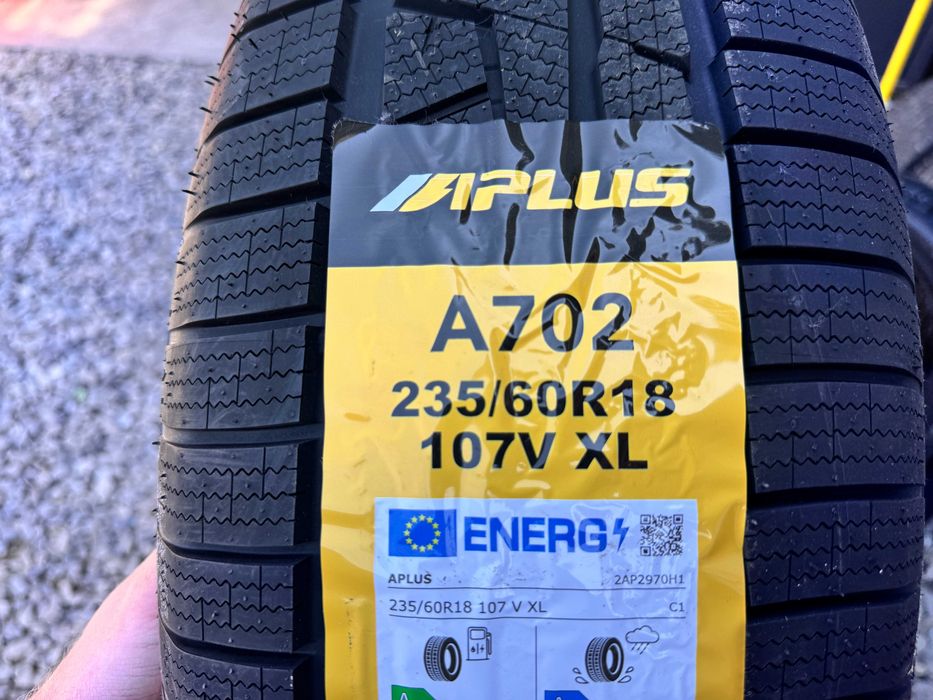 APLUS
A702
235/60R18
107V XL
ENERG
APLUS 2AP2970H1
235/60R18 107 V XL C1
A